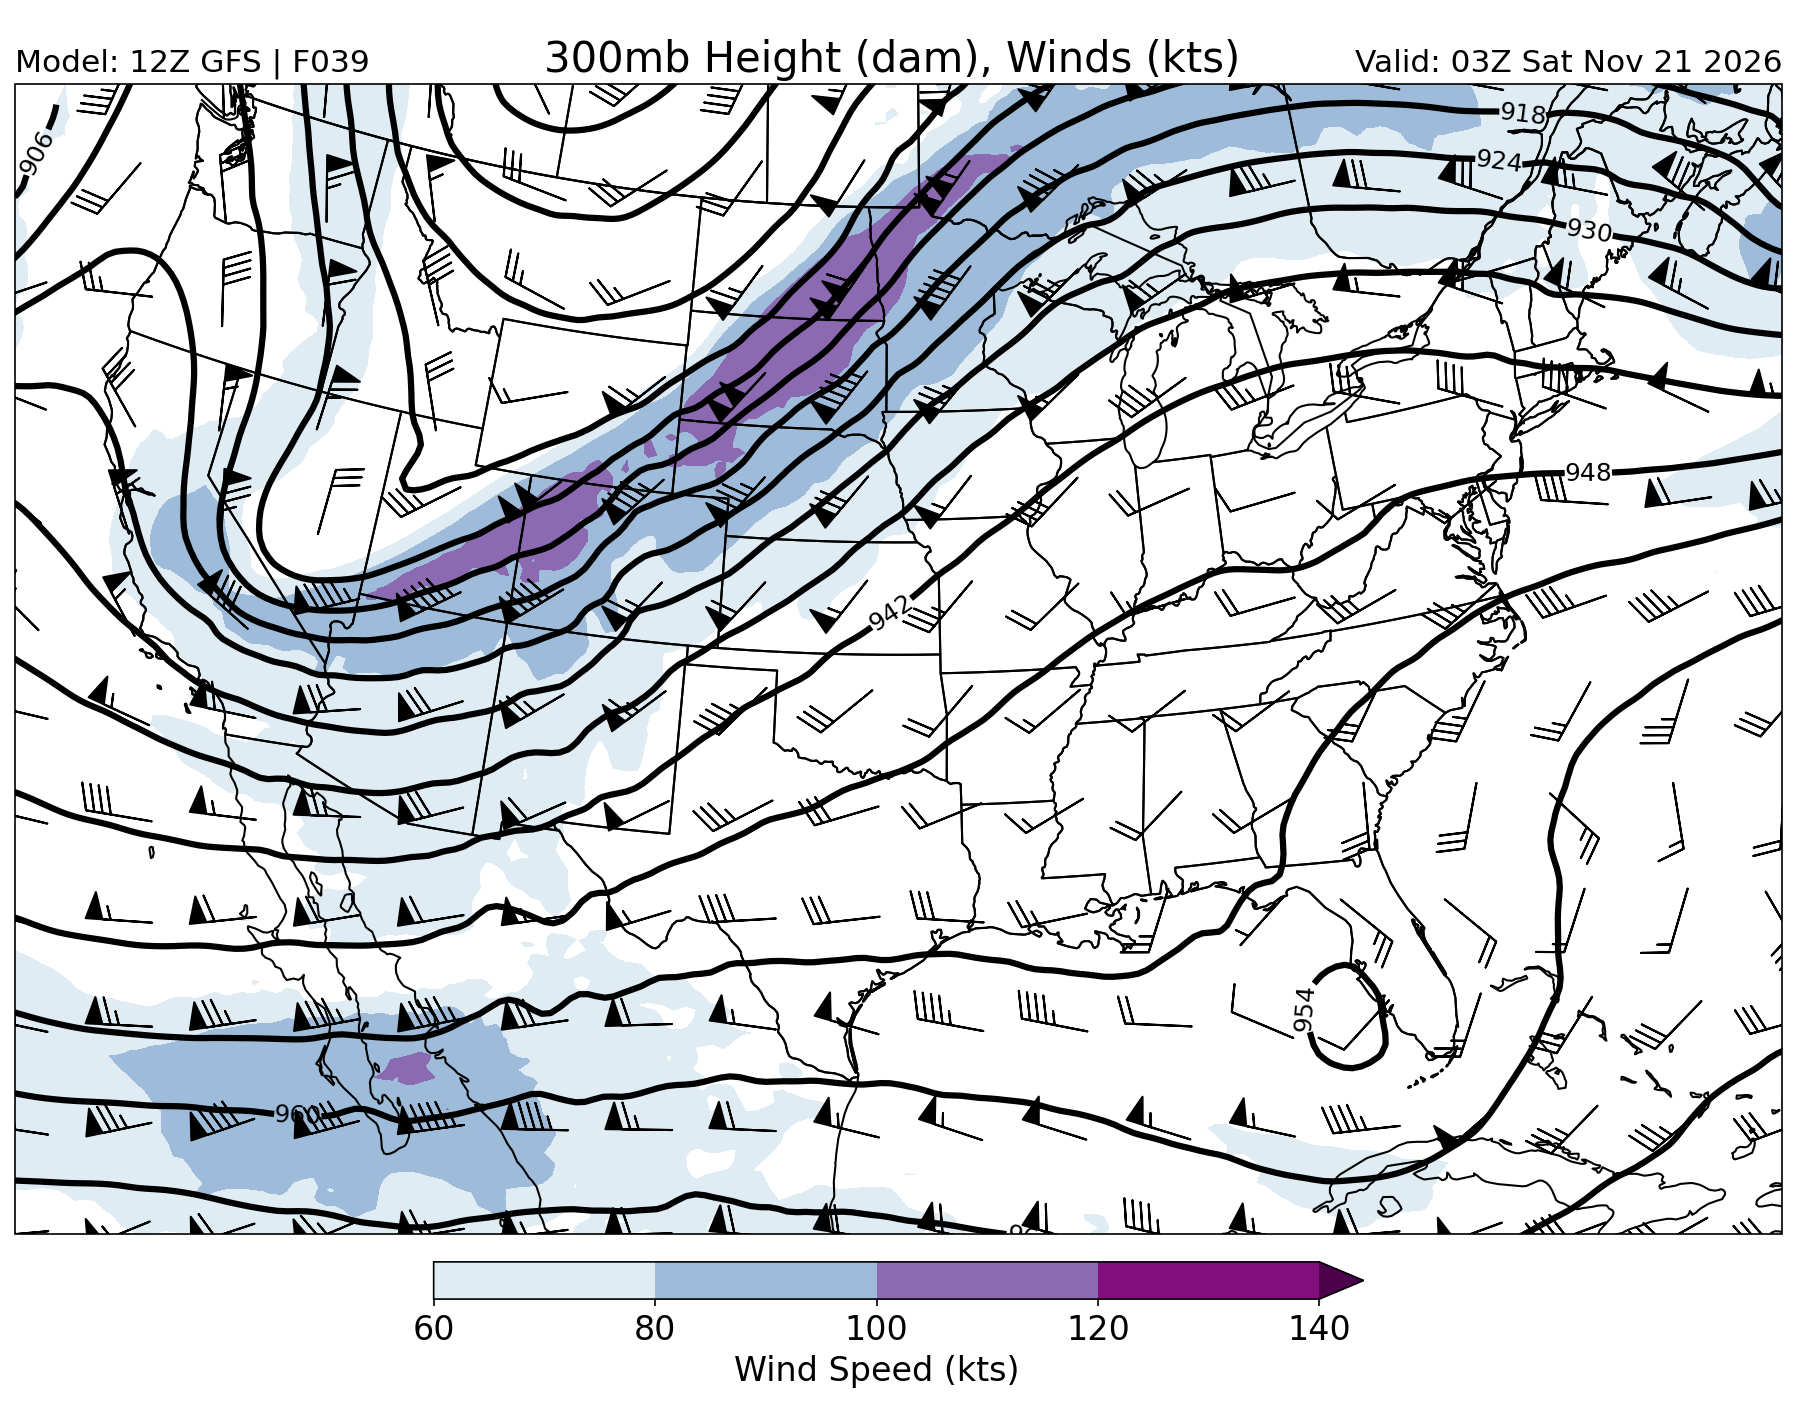 Model: 12Z GFS | F039
300mb Height (dam), Winds (kts)
Valid: 03Z Sat Nov 21 2026
906
918
924
930
948
942
954
960
60 80 100 120 140
Wind Speed (kts)